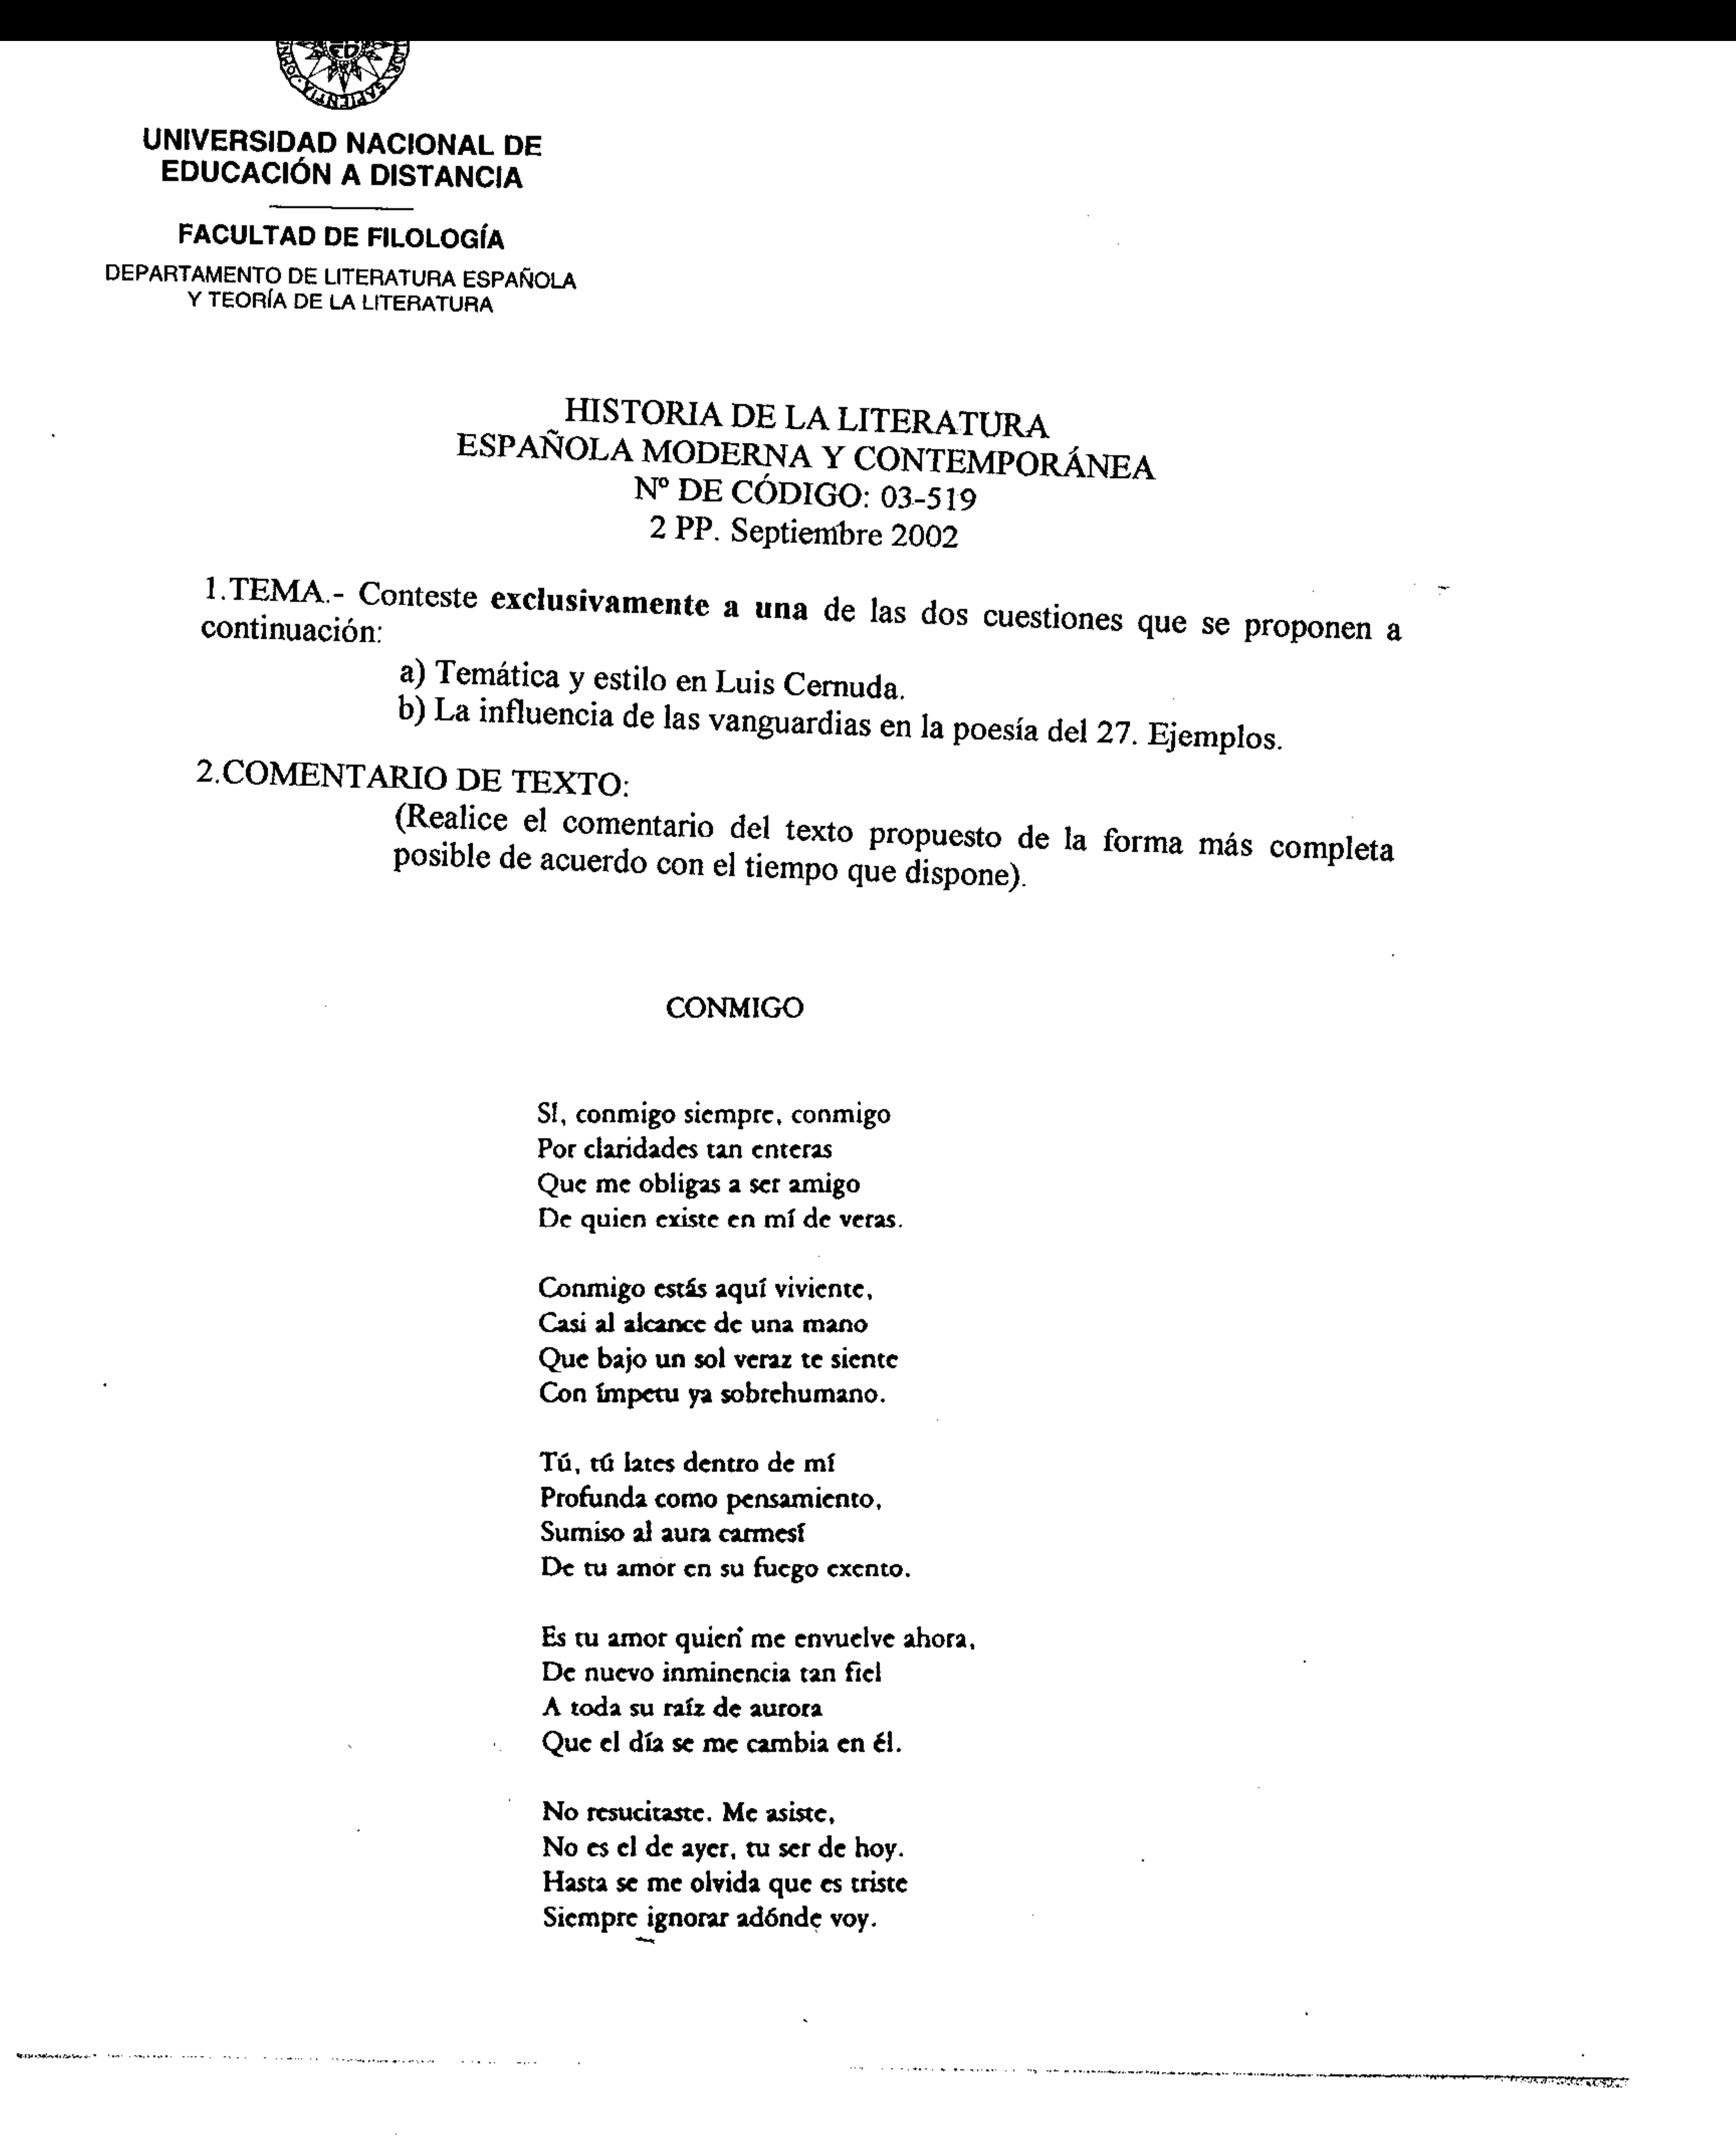 ED
SAPIENTIA
UNIVERSIDAD NACIONAL DE
EDUCACIÓN A DISTANCIA
FACULTAD DE FILOLOGÍA
DEPARTAMENTO DE LITERATURA ESPAÑOLA
Y TEORÍA DE LA LITERATURA
HISTORIA DE LA LITERATURA
ESPAÑOLA MODERNA Y CONTEMPORÁNEA
Nº DE CÓDIGO: 03-519
2 PP. Septiembre 2002
1.TEMA.- Conteste exclusivamente a una de las dos cuestiones que se proponen a
continuación:
a) Temática y estilo en Luis Cernuda.
b) La influencia de las vanguardias en la poesía del 27. Ejemplos.
2.COMENTARIO DE TEXTO:
(Realice el comentario del texto propuesto de la forma más completa
posible de acuerdo con el tiempo que dispone).
CONMIGO
Sí, conmigo siempre, conmigo
Por claridades tan enteras
Que me obligas a ser amigo
De quien existe en mí de veras.
Conmigo estás aquí viviente,
Casi al alcance de una mano
Que bajo un sol veraz te siente
Con ímpetu ya sobrehumano.
Tú, tú lates dentro de mí
Profunda como pensamiento,
Sumiso al aura carmesí
De tu amor en su fuego exento.
Es tu amor quien me envuelve ahora,
De nuevo inminencia tan fiel
A toda su raíz de aurora
Que el día se me cambia en él.
No resucitaste. Me asiste,
No es el de ayer, tu ser de hoy.
Hasta se me olvida que es triste
Siempre ignorar adónde voy.